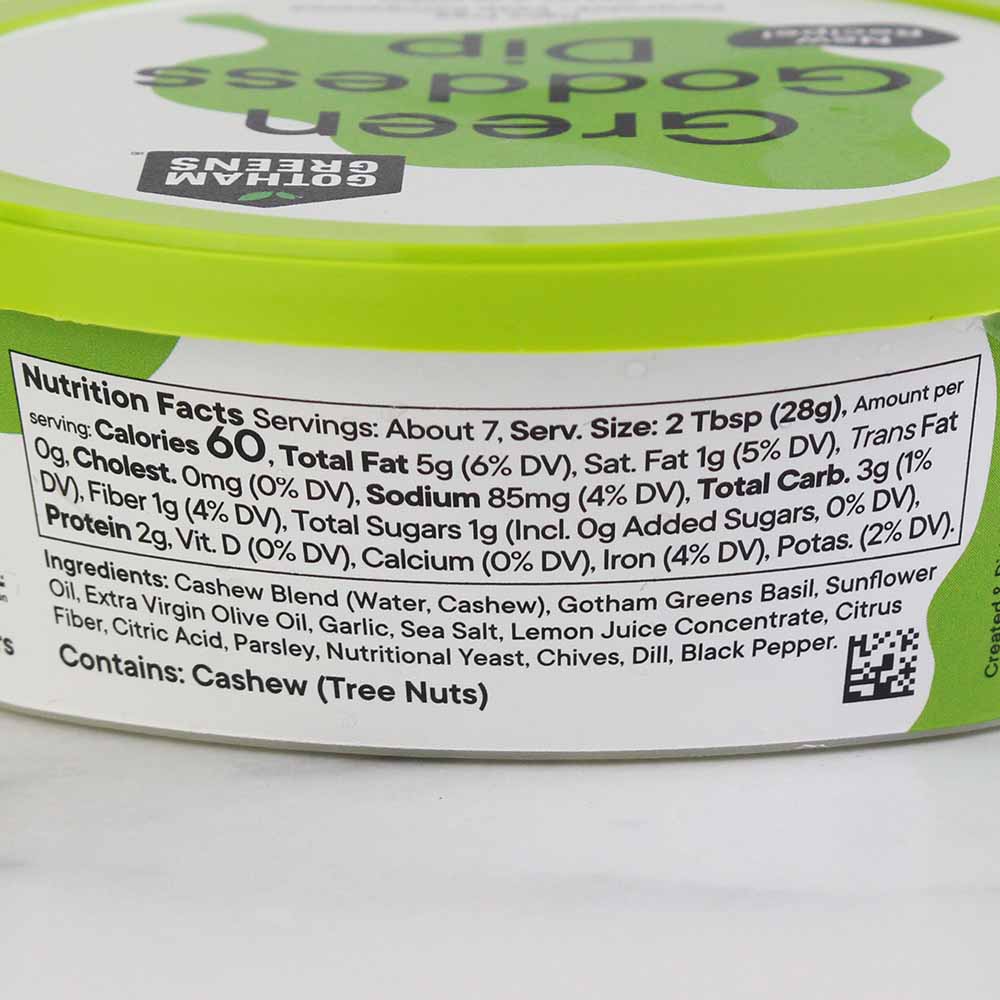 New
Recipe!
Green
Goddess
Dip
GOTHAM
GREENS
Nutrition Facts Servings: About 7, Serv. Size: 2 Tbsp (28g), Amount per
serving: Calories 60, Total Fat 5g (6% DV), Sat. Fat 1g (5% DV), Trans Fat
0g, Cholest. 0mg (0% DV), Sodium 85mg (4% DV), Total Carb. 3g (1%
DV), Fiber 1g (4% DV), Total Sugars 1g (Incl. 0g Added Sugars, 0% DV),
Protein 2g, Vit. D (0% DV), Calcium (0% DV), Iron (4% DV), Potas. (2% DV).
Ingredients: Cashew Blend (Water, Cashew), Gotham Greens Basil, Sunflower
Oil, Extra Virgin Olive Oil, Garlic, Sea Salt, Lemon Juice Concentrate, Citrus
Fiber, Citric Acid, Parsley, Nutritional Yeast, Chives, Dill, Black Pepper.
Contains: Cashew (Tree Nuts)
Created &